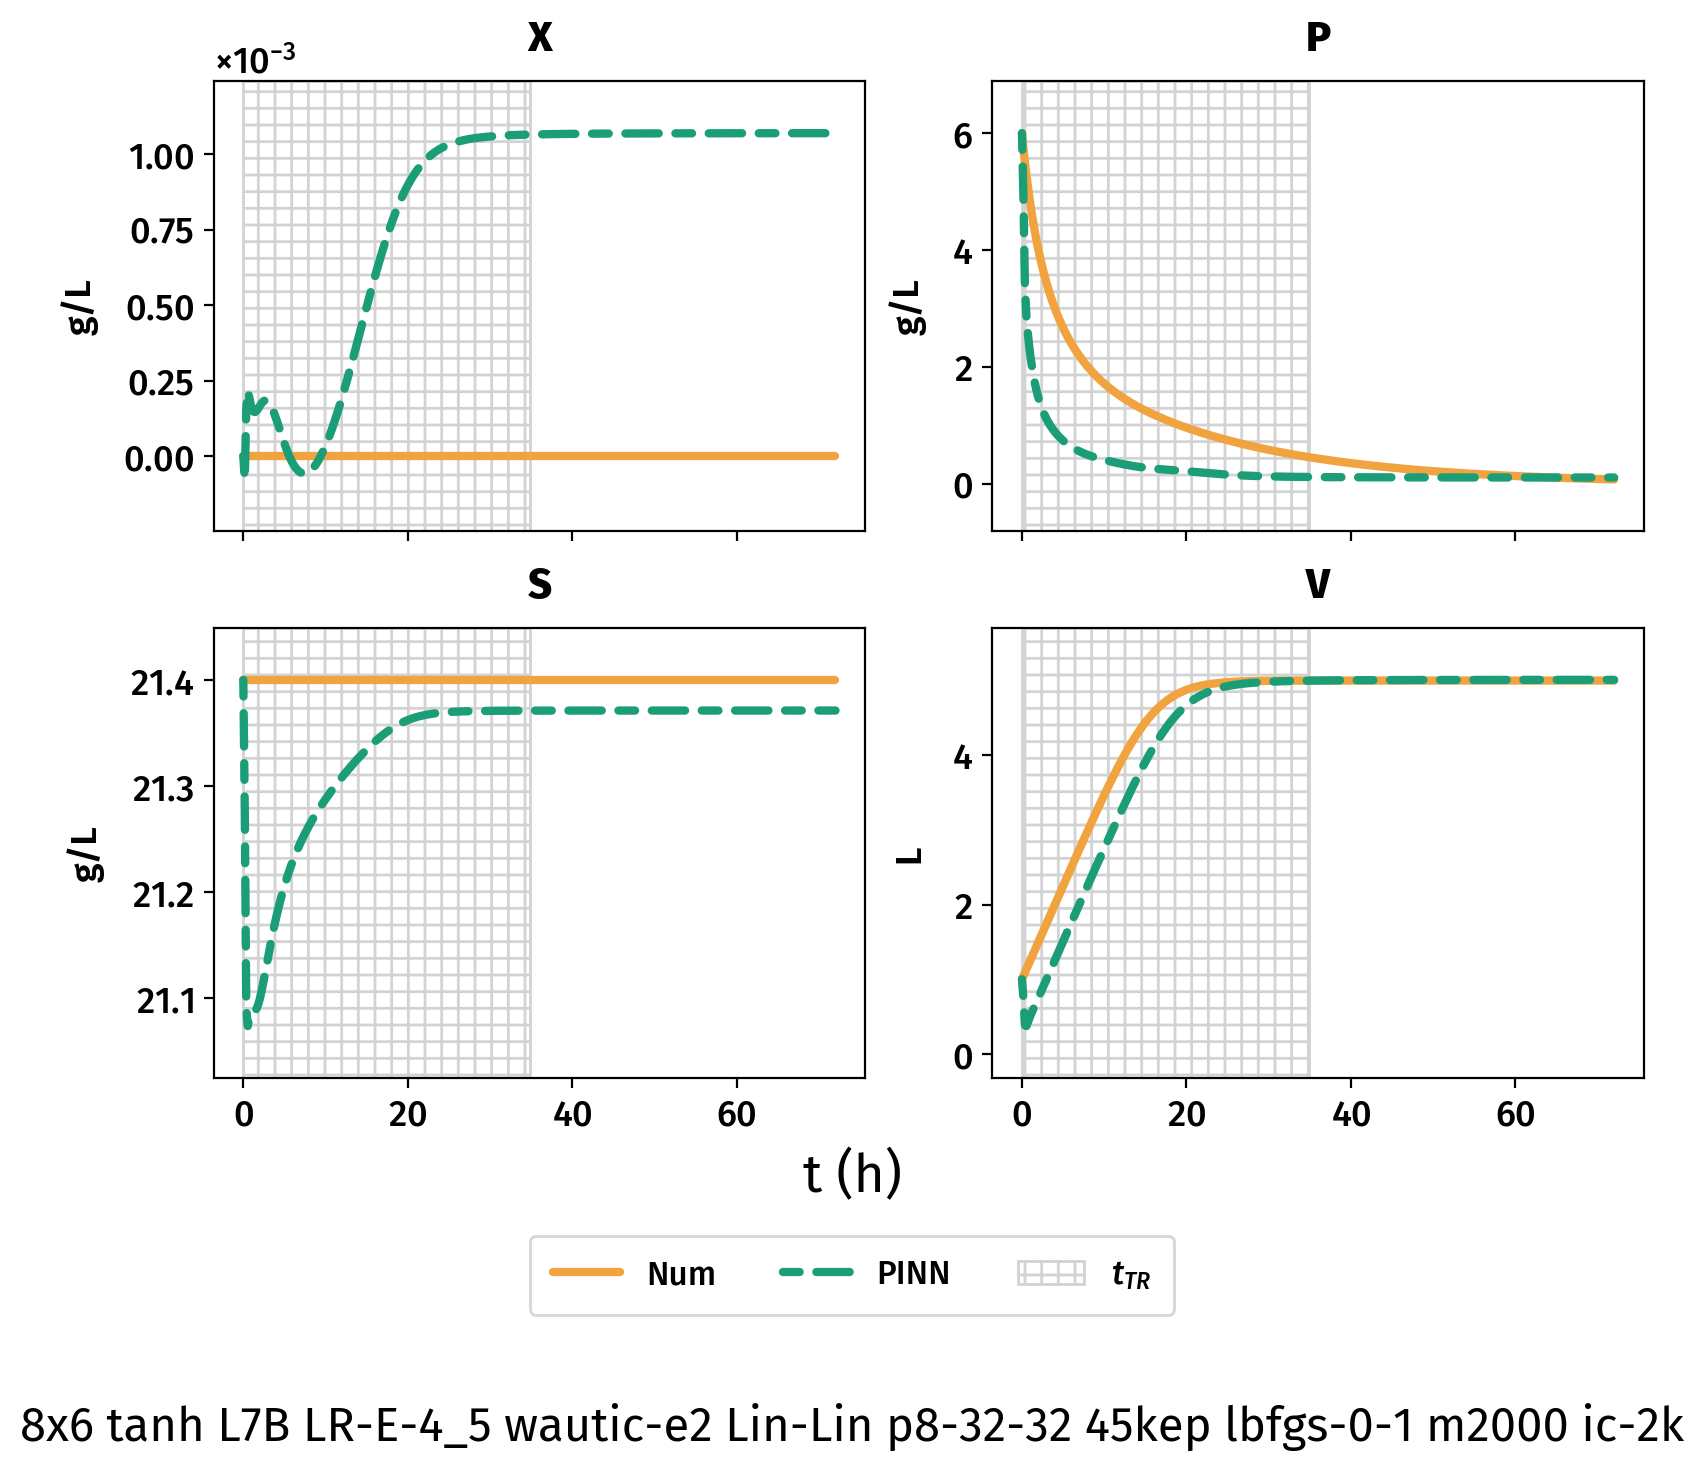 X
×10⁻³
1.00
0.75
0.50
0.25
0.00
g/L
P
6
4
2
0
g/L
S
21.4
21.3
21.2
21.1
g/L
0 20 40 60
V
4
2
0
L
0 20 40 60
t (h)
Num PINN t_TR
8x6 tanh L7B LR-E-4_5 wautic-e2 Lin-Lin p8-32-32 45kep lbfgs-0-1 m2000 ic-2k